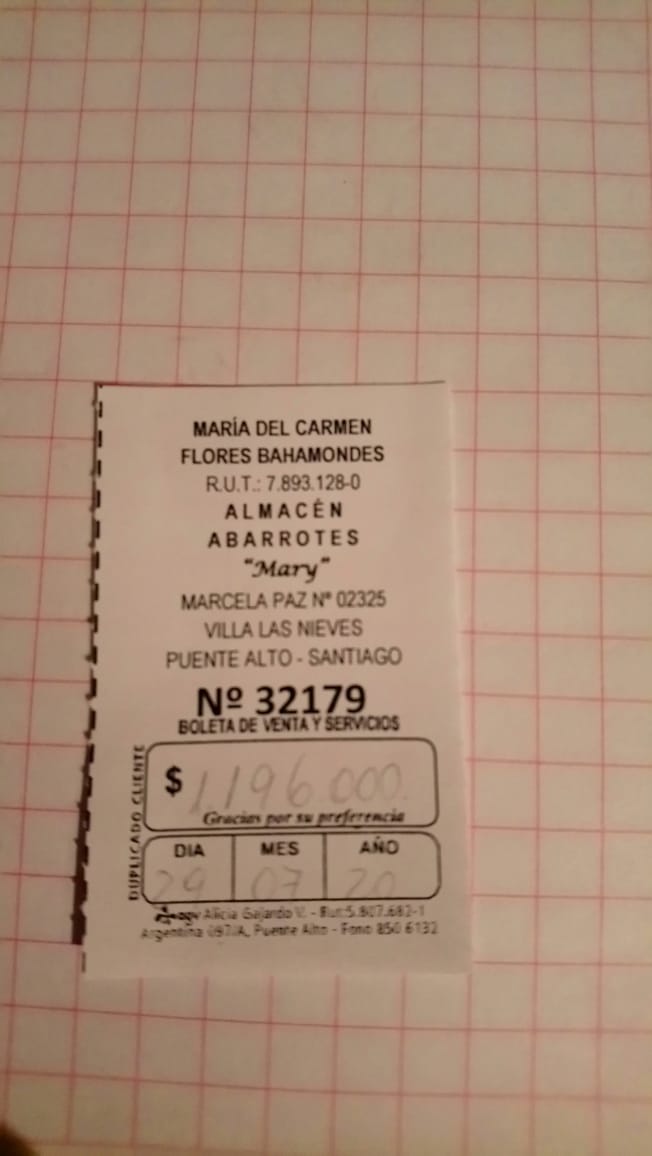 MARÍA DEL CARMEN
FLORES BAHAMONDES
R.U.T.: 7.893.128-0
ALMACÉN
ABARROTES
"Mary"
MARCELA PAZ Nº 02325
VILLA LAS NIEVES
PUENTE ALTO - SANTIAGO
Nº 32179
BOLETA DE VENTA Y SERVICIOS
DUPLICADO CLIENTE
$ 1.196.000
Gracias por su preferencia
DIA MES AÑO
29 07 20
Alicia Gajardo V. - Rut:5.807.682-1
Argentina Puente Alto - Fono 850 6132